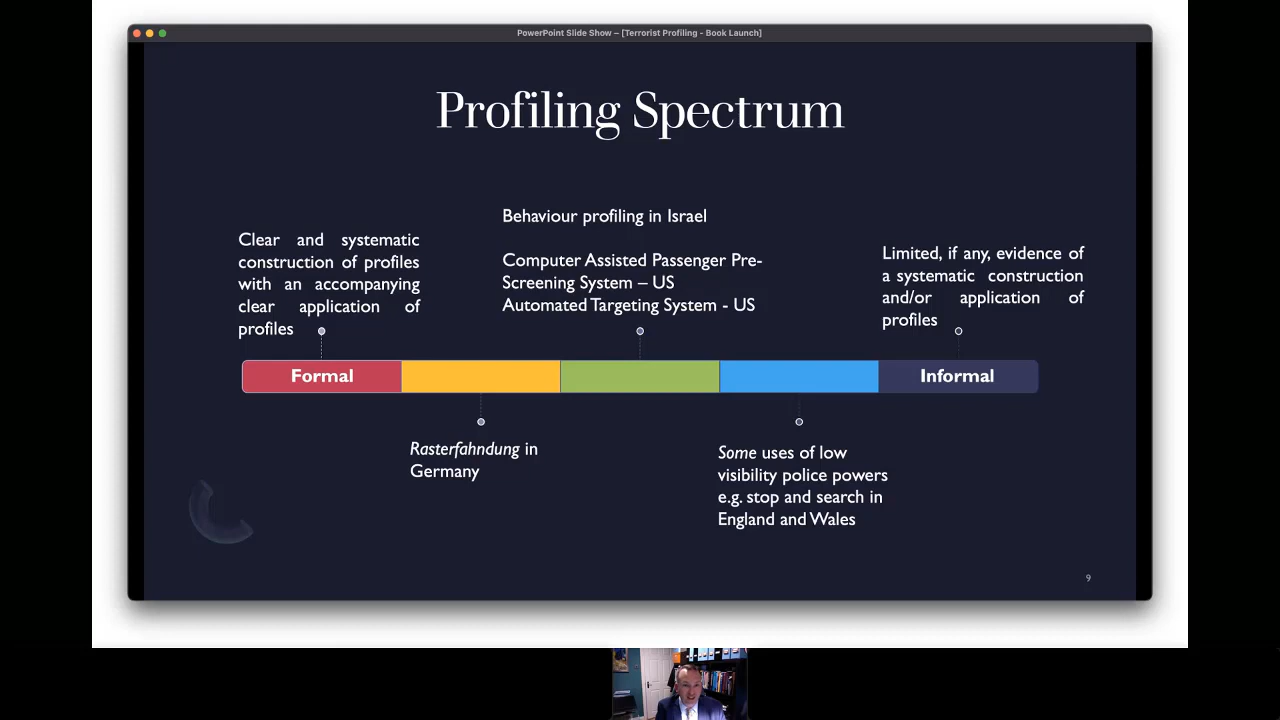 PowerPoint Slide Show – [Terrorist Profiling - Book Launch]
Profiling Spectrum
Clear and systematic
construction of profiles
with an accompanying
clear application of
profiles
Behaviour profiling in Israel
Computer Assisted Passenger Pre-
Screening System – US
Automated Targeting System - US
Limited, if any, evidence of
a systematic construction
and/or application of
profiles
Formal
Informal
Rasterfahndung in
Germany
Some uses of low
visibility police powers
e.g. stop and search in
England and Wales
9